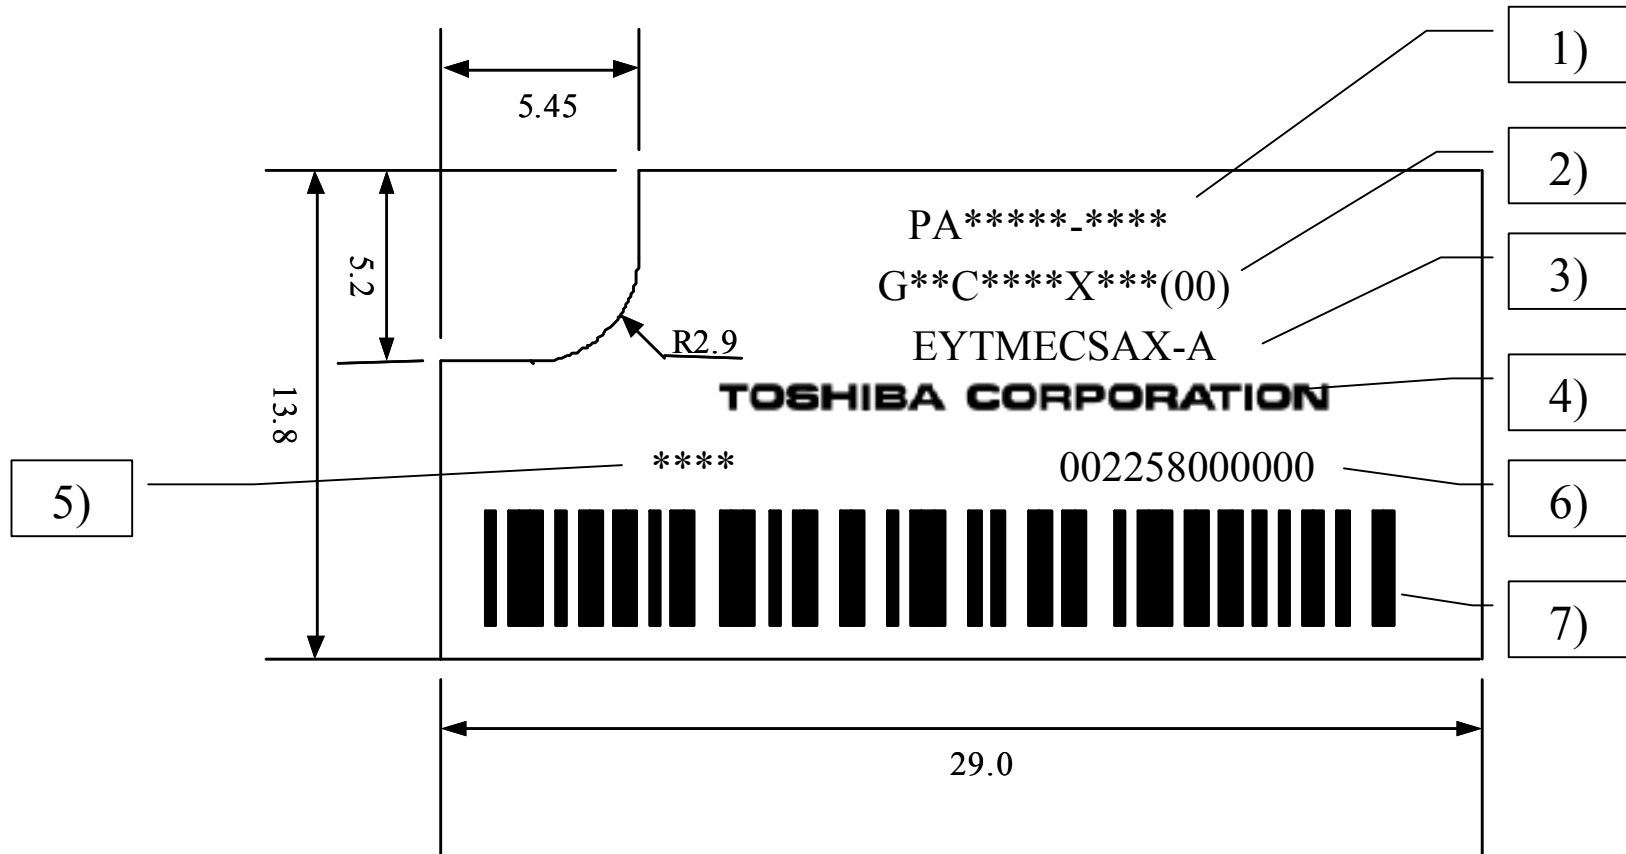 1)
5.45
2)
PA*****-****
5.2
G**C****X***(00)
3)
R2.9
EYTMECSAX-A
13.8
TOSHIBA CORPORATION
4)
5)
****
002258000000
6)
7)
29.0